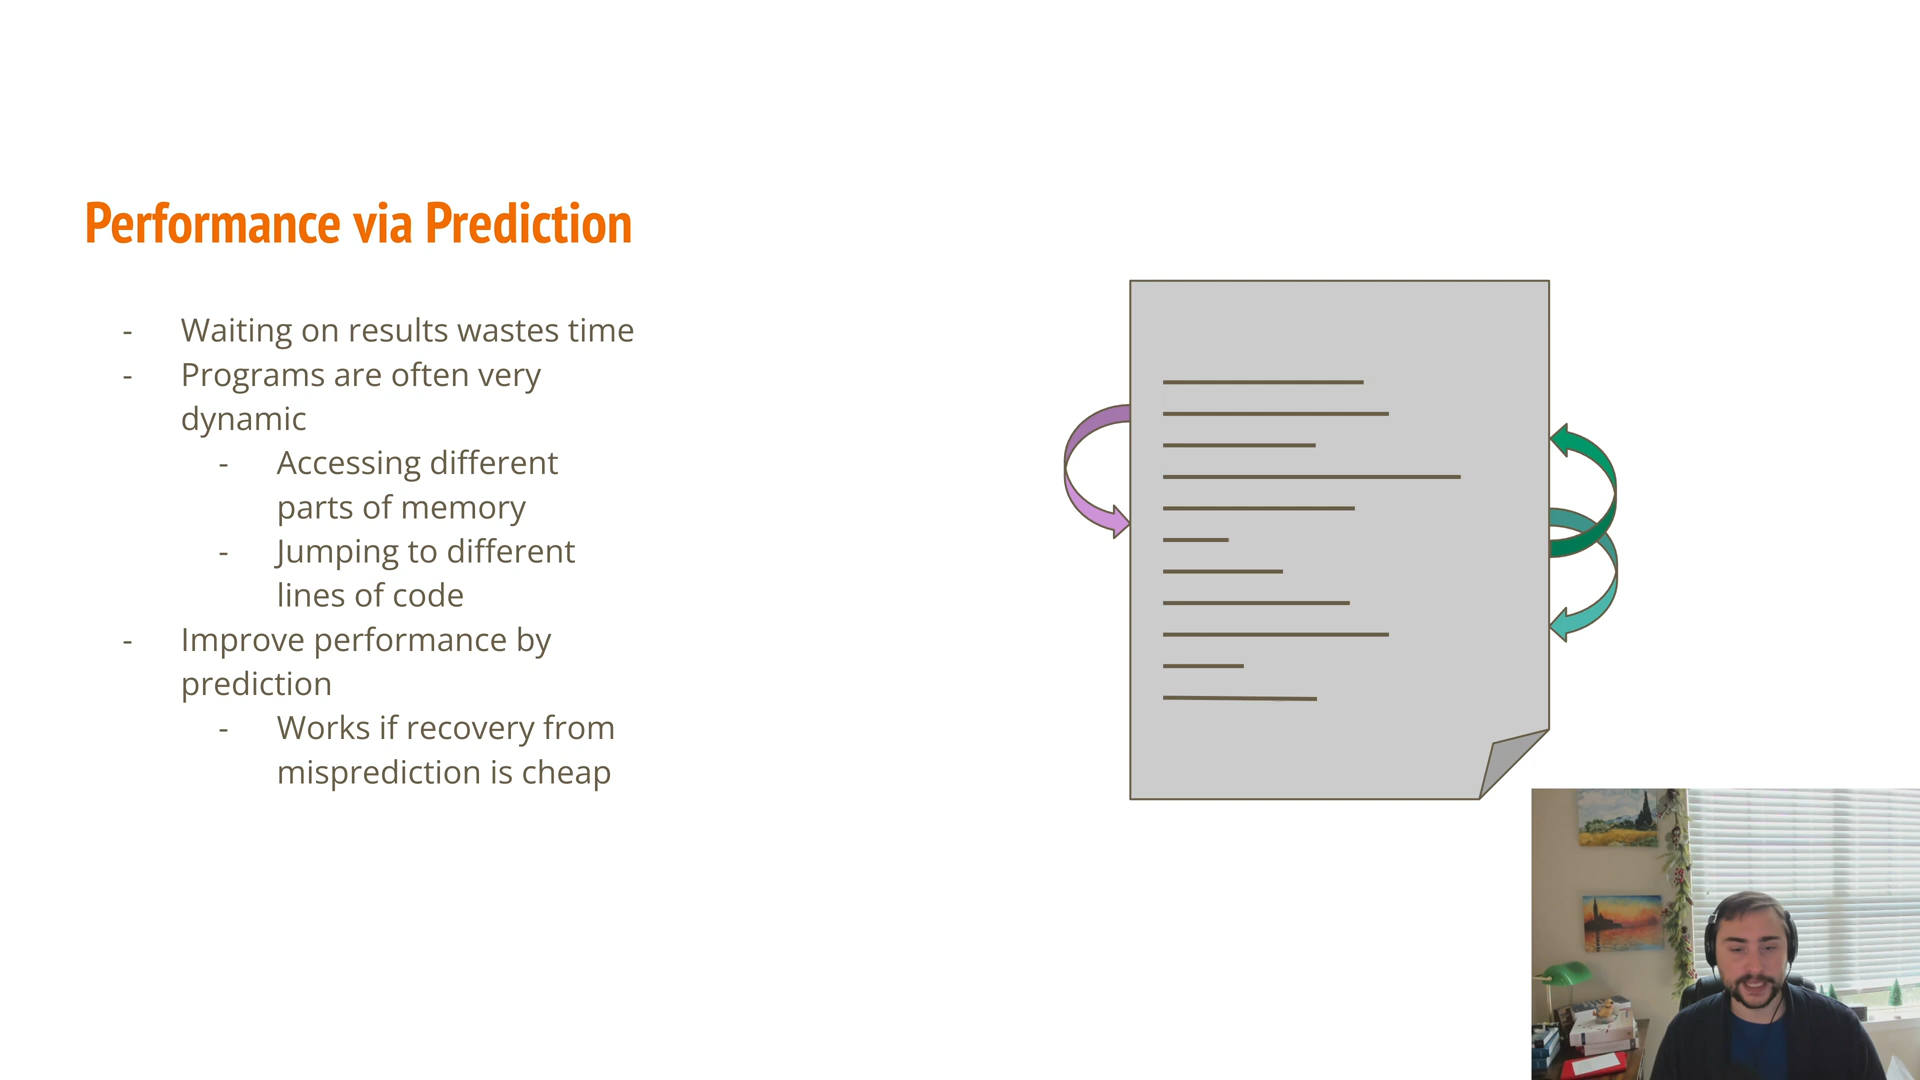 Performance via Prediction
- Waiting on results wastes time
- Programs are often very
dynamic
- Accessing different
parts of memory
- Jumping to different
lines of code
- Improve performance by
prediction
- Works if recovery from
misprediction is cheap